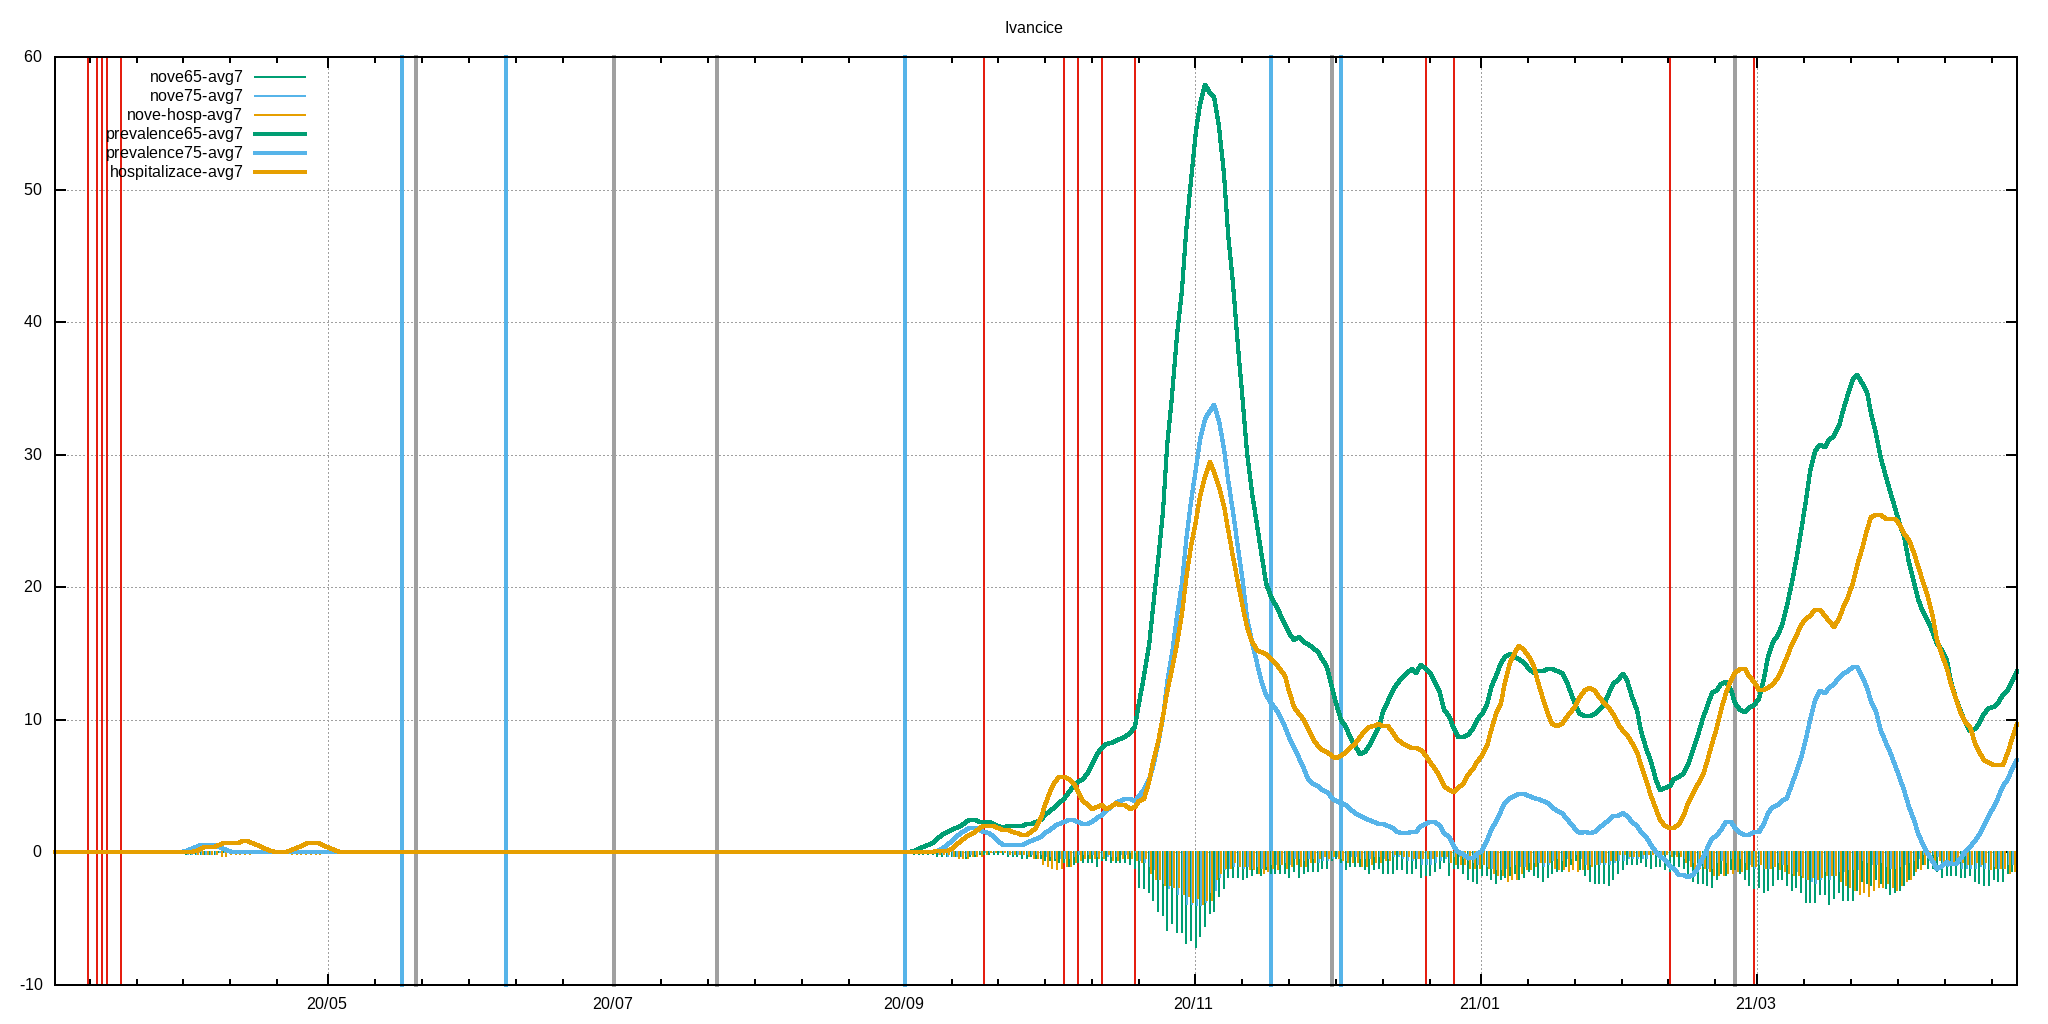 Ivancice
60
nove65-avg7
nove75-avg7
nove-hosp-avg7
prevalence65-avg7
prevalence75-avg7
hospitalizace-avg7
50
40
30
20
10
0
-10
20/05 20/07 20/09 20/11 21/01 21/03